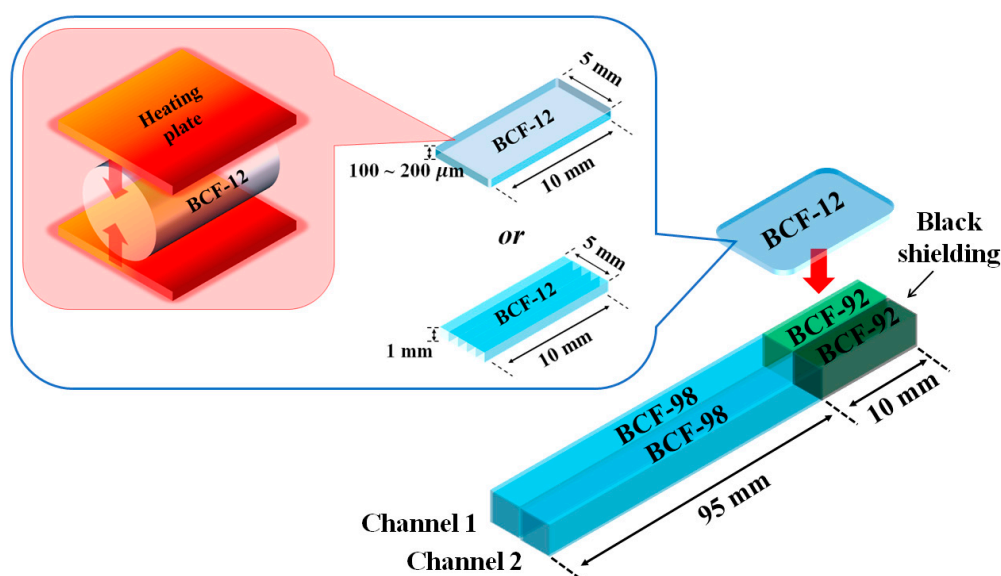 Heating
plate
BCF-12
5 mm
BCF-12
100 ~ 200 μm
10 mm
or
5 mm
BCF-12
1 mm
10 mm
BCF-12
Black
shielding
BCF-92
BCF-92
10 mm
BCF-98
BCF-98
95 mm
Channel 1
Channel 2